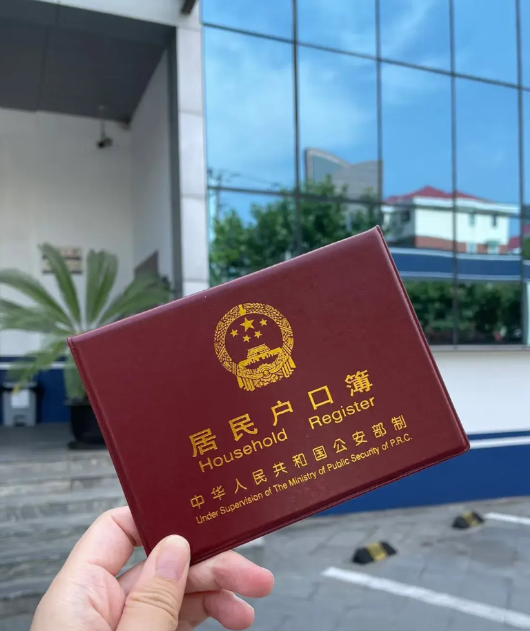 居民户口簿
Household Register
中华人民共和国公安部制
Under Supervision of The Ministry of Public Security of P.R.C.